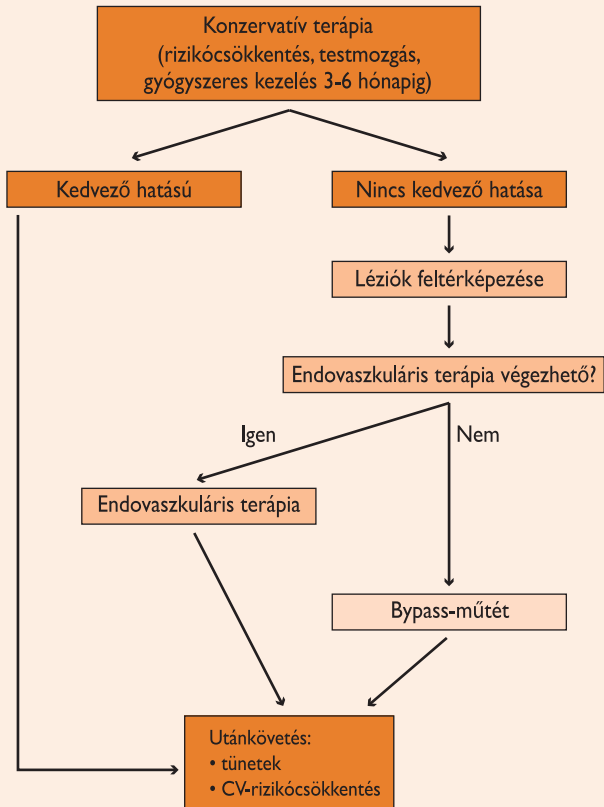 Konzervatív terápia
(rizikócsökkentés, testmozgás,
gyógyszeres kezelés 3-6 hónapig)
Kedvező hatású
Nincs kedvező hatása
Léziók feltérképezése
Endovaszkuláris terápia végezhető?
Igen
Nem
Endovaszkuláris terápia
Bypass-műtét
Utánkövetés:
• tünetek
• CV-rizikócsökkentés